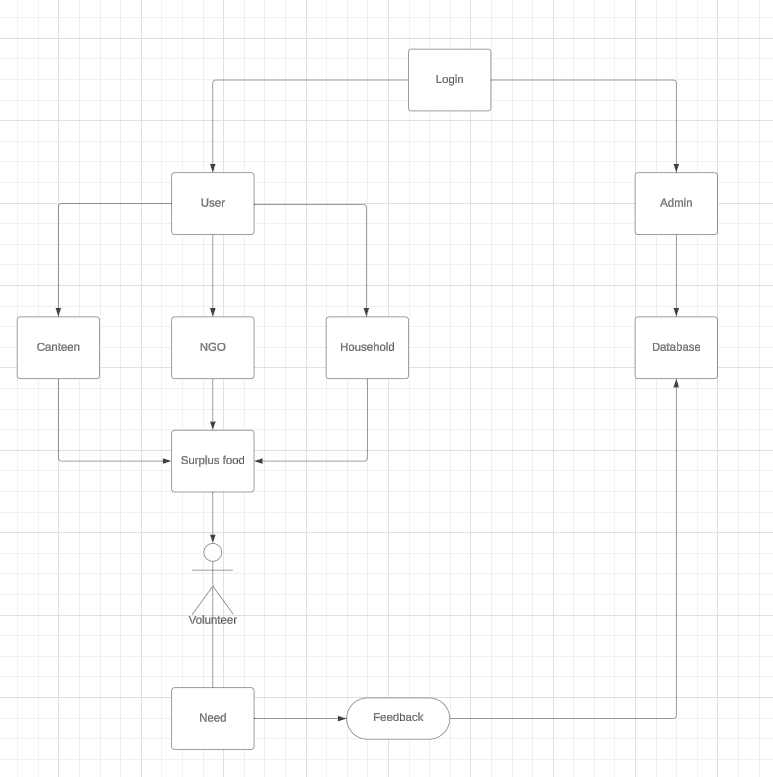 Login
User
Admin
Canteen
NGO
Household
Database
Surplus food
Volunteer
Need
Feedback